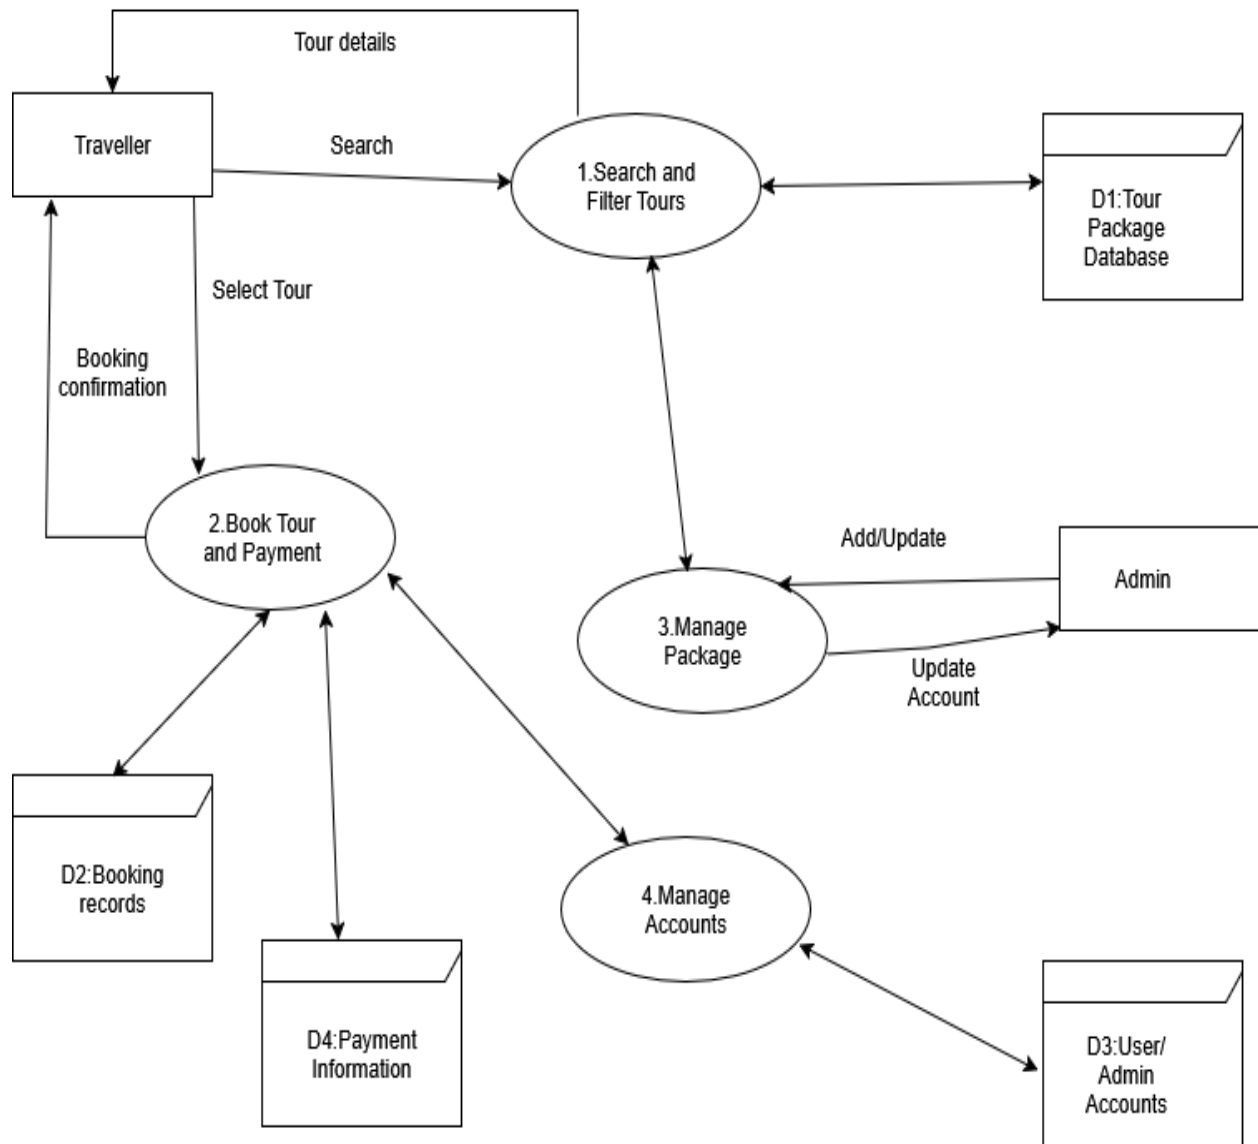 Tour details
Traveller
Search
1.Search and
Filter Tours
D1:Tour
Package
Database
Select Tour
Booking
confirmation
2.Book Tour
and Payment
Add/Update
Admin
3.Manage
Package
Update
Account
D2:Booking
records
4.Manage
Accounts
D4:Payment
Information
D3:User/
Admin
Accounts